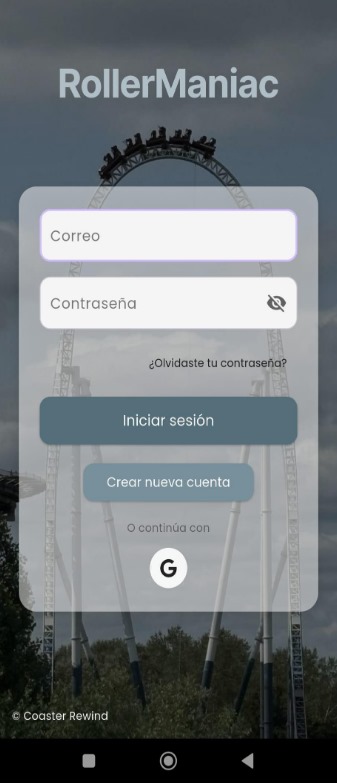 RollerManiac
Correo
Contraseña
¿Olvidaste tu contraseña?
Iniciar sesión
Crear nueva cuenta
O continúa con
G
© Coaster Rewind